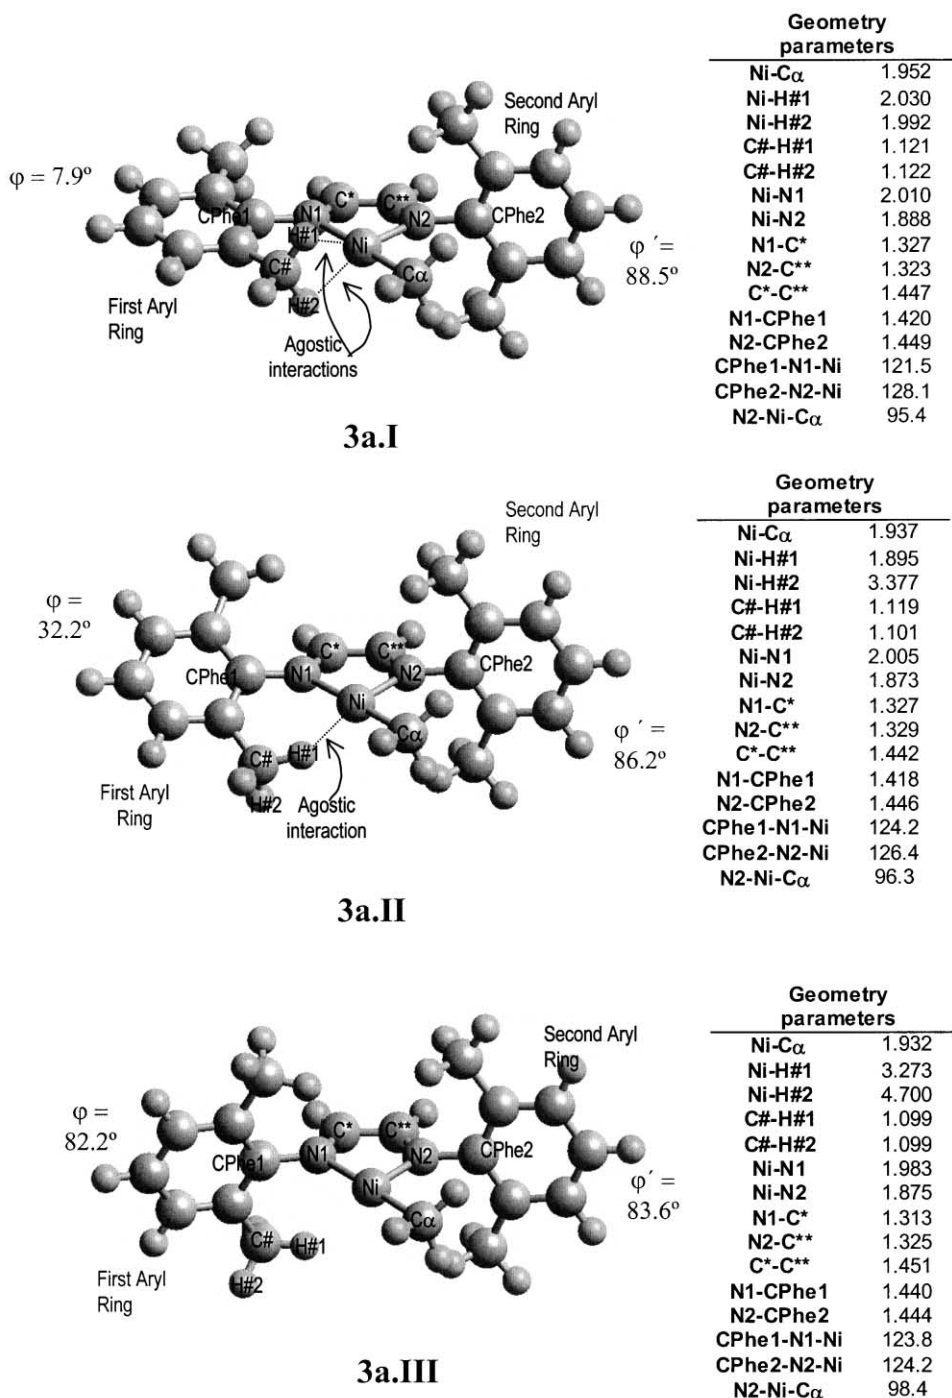 Geometry
parameters
Ni-Cα 1.952
Ni-H#1 2.030
Ni-H#2 1.992
C#-H#1 1.121
C#-H#2 1.122
Ni-N1 2.010
Ni-N2 1.888
N1-C* 1.327
N2-C** 1.323
C*-C** 1.447
N1-CPhe1 1.420
N2-CPhe2 1.449
CPhe1-N1-Ni 121.5
CPhe2-N2-Ni 128.1
N2-Ni-Cα 95.4
Second Aryl
Ring
φ = 7.9º
C* C**
CPhe1 N1 N2 CPhe2
H#1 Ni
C# Cα
H#2
φ ´=
88.5º
First Aryl
Ring
Agostic
interactions
3a.I
Geometry
parameters
Ni-Cα 1.937
Ni-H#1 1.895
Ni-H#2 3.377
C#-H#1 1.119
C#-H#2 1.101
Ni-N1 2.005
Ni-N2 1.873
N1-C* 1.327
N2-C** 1.329
C*-C** 1.442
N1-CPhe1 1.418
N2-CPhe2 1.446
CPhe1-N1-Ni 124.2
CPhe2-N2-Ni 126.4
N2-Ni-Cα 96.3
Second Aryl
Ring
φ =
32.2º
C* C**
CPhe1 N1 N2 CPhe2
Ni
C# H#1 Cα
H#2
φ ´=
86.2º
First Aryl
Ring
Agostic
interaction
3a.II
Geometry
parameters
Ni-Cα 1.932
Ni-H#1 3.273
Ni-H#2 4.700
C#-H#1 1.099
C#-H#2 1.099
Ni-N1 1.983
Ni-N2 1.875
N1-C* 1.313
N2-C** 1.325
C*-C** 1.451
N1-CPhe1 1.440
N2-CPhe2 1.444
CPhe1-N1-Ni 123.8
CPhe2-N2-Ni 124.2
N2-Ni-Cα 98.4
Second Aryl
Ring
φ =
82.2º
C* C**
CPhe1 N1 N2 CPhe2
Ni
C# H#1 Cα
H#2
φ´ =
83.6º
First Aryl
Ring
3a.III